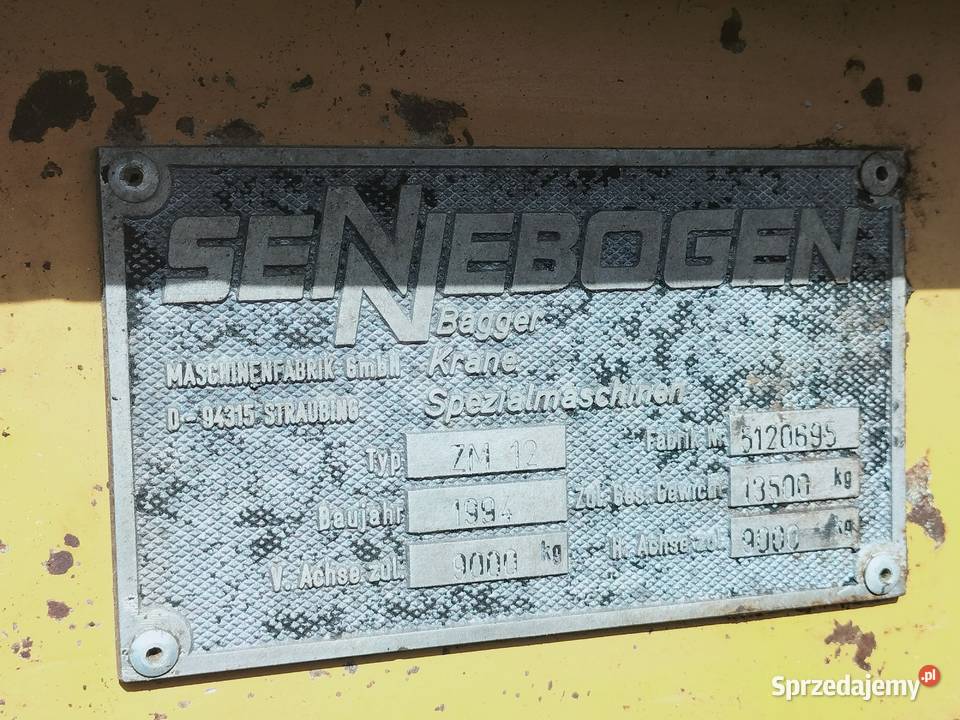 SENNEBOGEN
Bagger
MASCHINENFABRIK GmbH Krane
D-94315 STRAUBING Spezialmaschinen
Typ ZM 12 Fabrik. Nr. 5120695
Baujahr 1994 Zul. Ges. Gewicht 13500 kg
V. Achse zul. 9000 kg H. Achse zul. 9000 kg
Sprzedajemy.pl